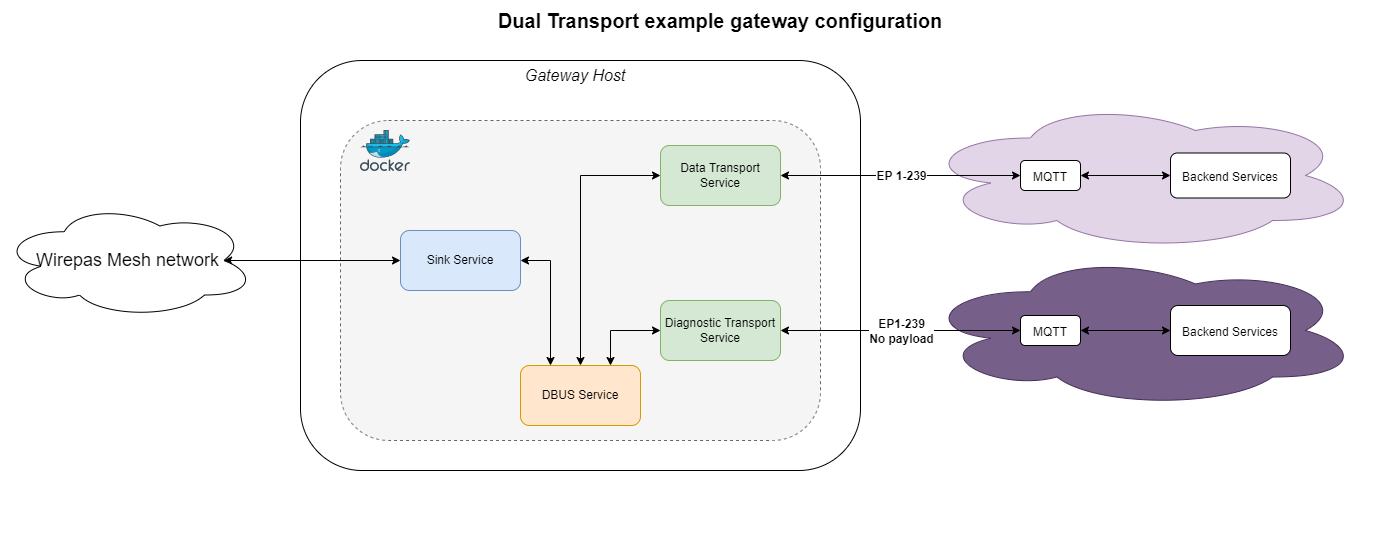 Dual Transport example gateway configuration
Gateway Host
docker
Data Transport
Service
EP 1-239
MQTT
Backend Services
Wirepas Mesh network
Sink Service
Diagnostic Transport
Service
EP1-239
No payload
MQTT
Backend Services
DBUS Service